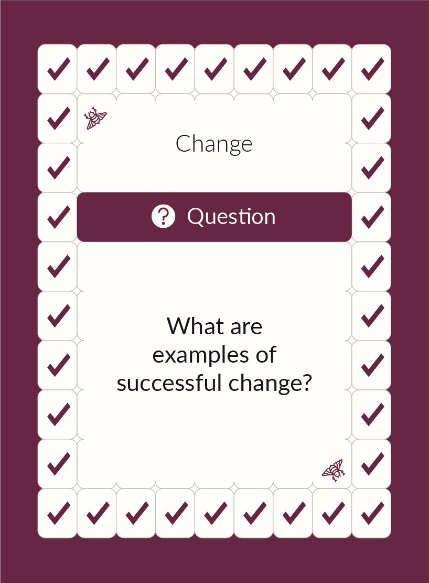 Change
? Question
What are
examples of
successful change?